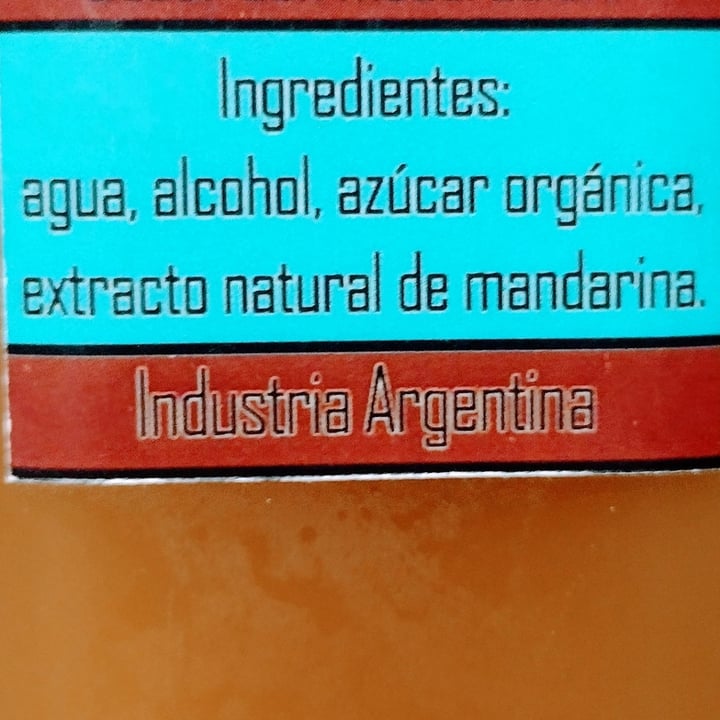 Ingredientes:
agua, alcohol, azúcar orgánica,
extracto natural de mandarina.
Industria Argentina